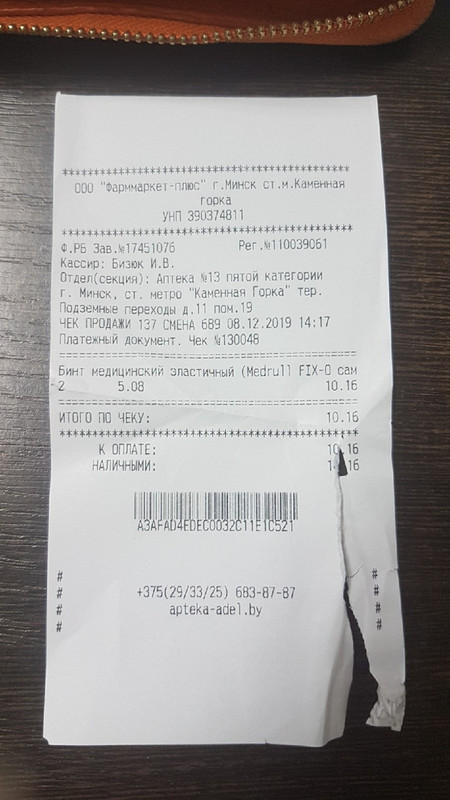 ****************************************
ООО "Фарммаркет-плюс" г.Минск ст.м.Каменная
горка
УНП 390374811
****************************************
Ф.РБ Зав.№17451076 Рег.№110039061
Кассир: Бизюк И.В.
Отдел(секция): Аптека №13 пятой категории
г. Минск, ст. метро "Каменная Горка" тер.
Подземные переходы д.11 пом.19
ЧЕК ПРОДАЖИ 137 СМЕНА 689 08.12.2019 14:17
Платежный документ. Чек №130048
========================================
Бинт медицинский эластичный (Medrull FIX-O сам
2 5.08 10.16
========================================
ИТОГО ПО ЧЕКУ: 10.16
****************************************
К ОПЛАТЕ: 10.16
НАЛИЧНЫМИ:
A3AFAD4EDEC0032C11E1C521
# #
# +375(29/33/25) 683-87-87 #
# apteka-adel.by #
# #